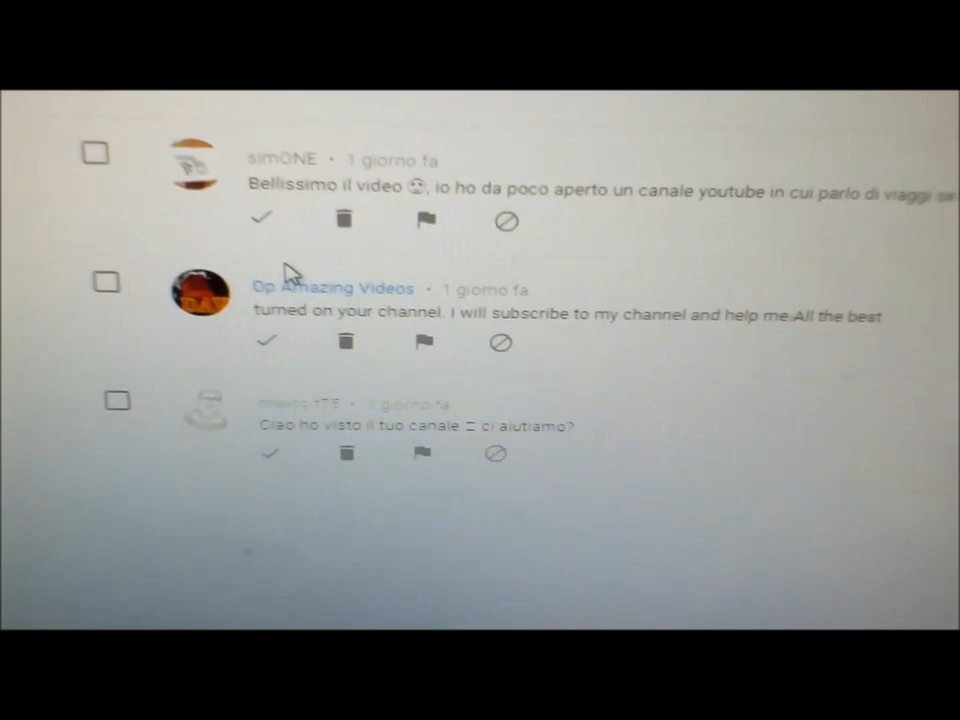 simONE · 1 giorno fa
Bellissimo il video 🙂, io ho da poco aperto un canale youtube in cui parlo di viaggi se
Dp Amazing Videos · 1 giorno fa
turned on your channel. I will subscribe to my channel and help me.All the best
1 giorno fa
Ciao ho visto il tuo canale = ci aiutiamo?